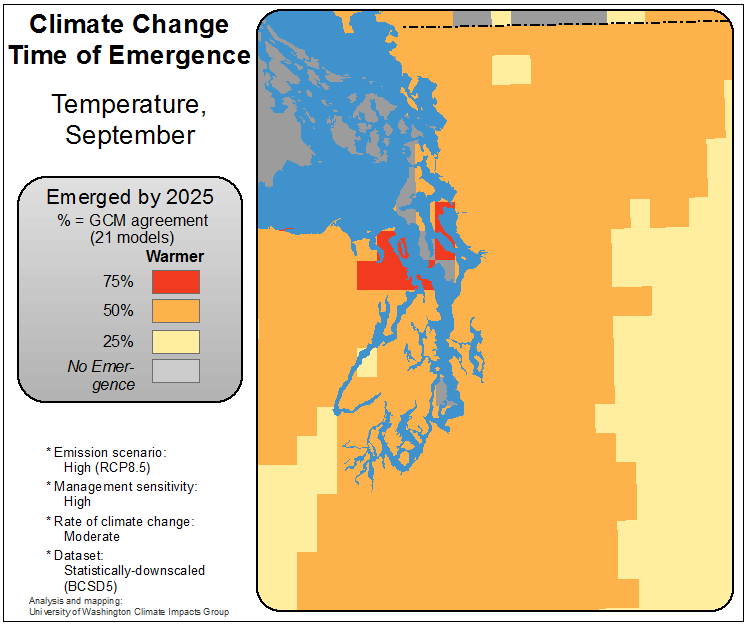 Climate Change
Time of Emergence
Temperature,
September
Emerged by 2025
% = GCM agreement
(21 models)
Warmer
75%
50%
25%
No Emer-
gence
* Emission scenario:
High (RCP8.5)
* Management sensitivity:
High
* Rate of climate change:
Moderate
* Dataset:
Statistically-downscaled
(BCSD5)
Analysis and mapping:
University of Washington Climate Impacts Group